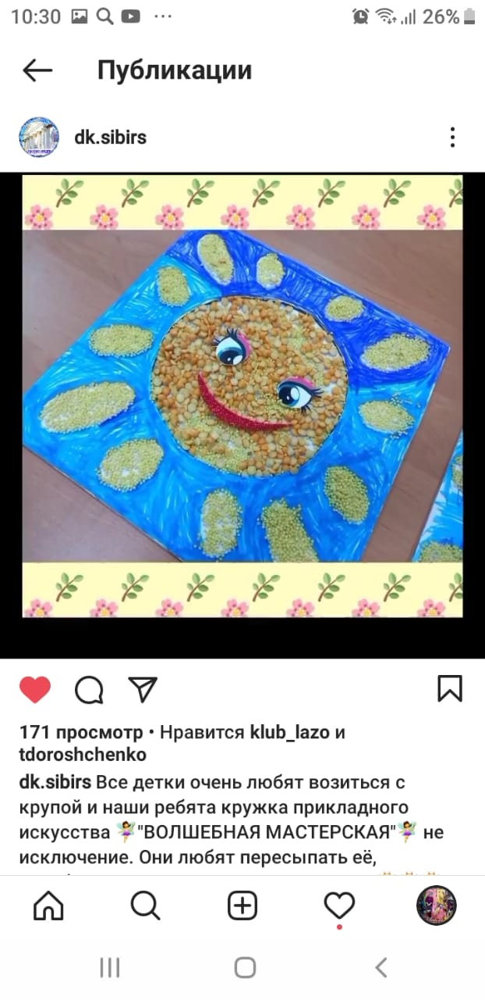 10:30 26%
Публикации
dk.sibirs
171 просмотр • Нравится klub_lazo и
tdoroshchenko
dk.sibirs Все детки очень любят возиться с
крупой и наши ребята кружка прикладного
искусства 🧚"ВОЛШЕБНАЯ МАСТЕРСКАЯ"🧚 не
исключение. Они любят пересыпать её,